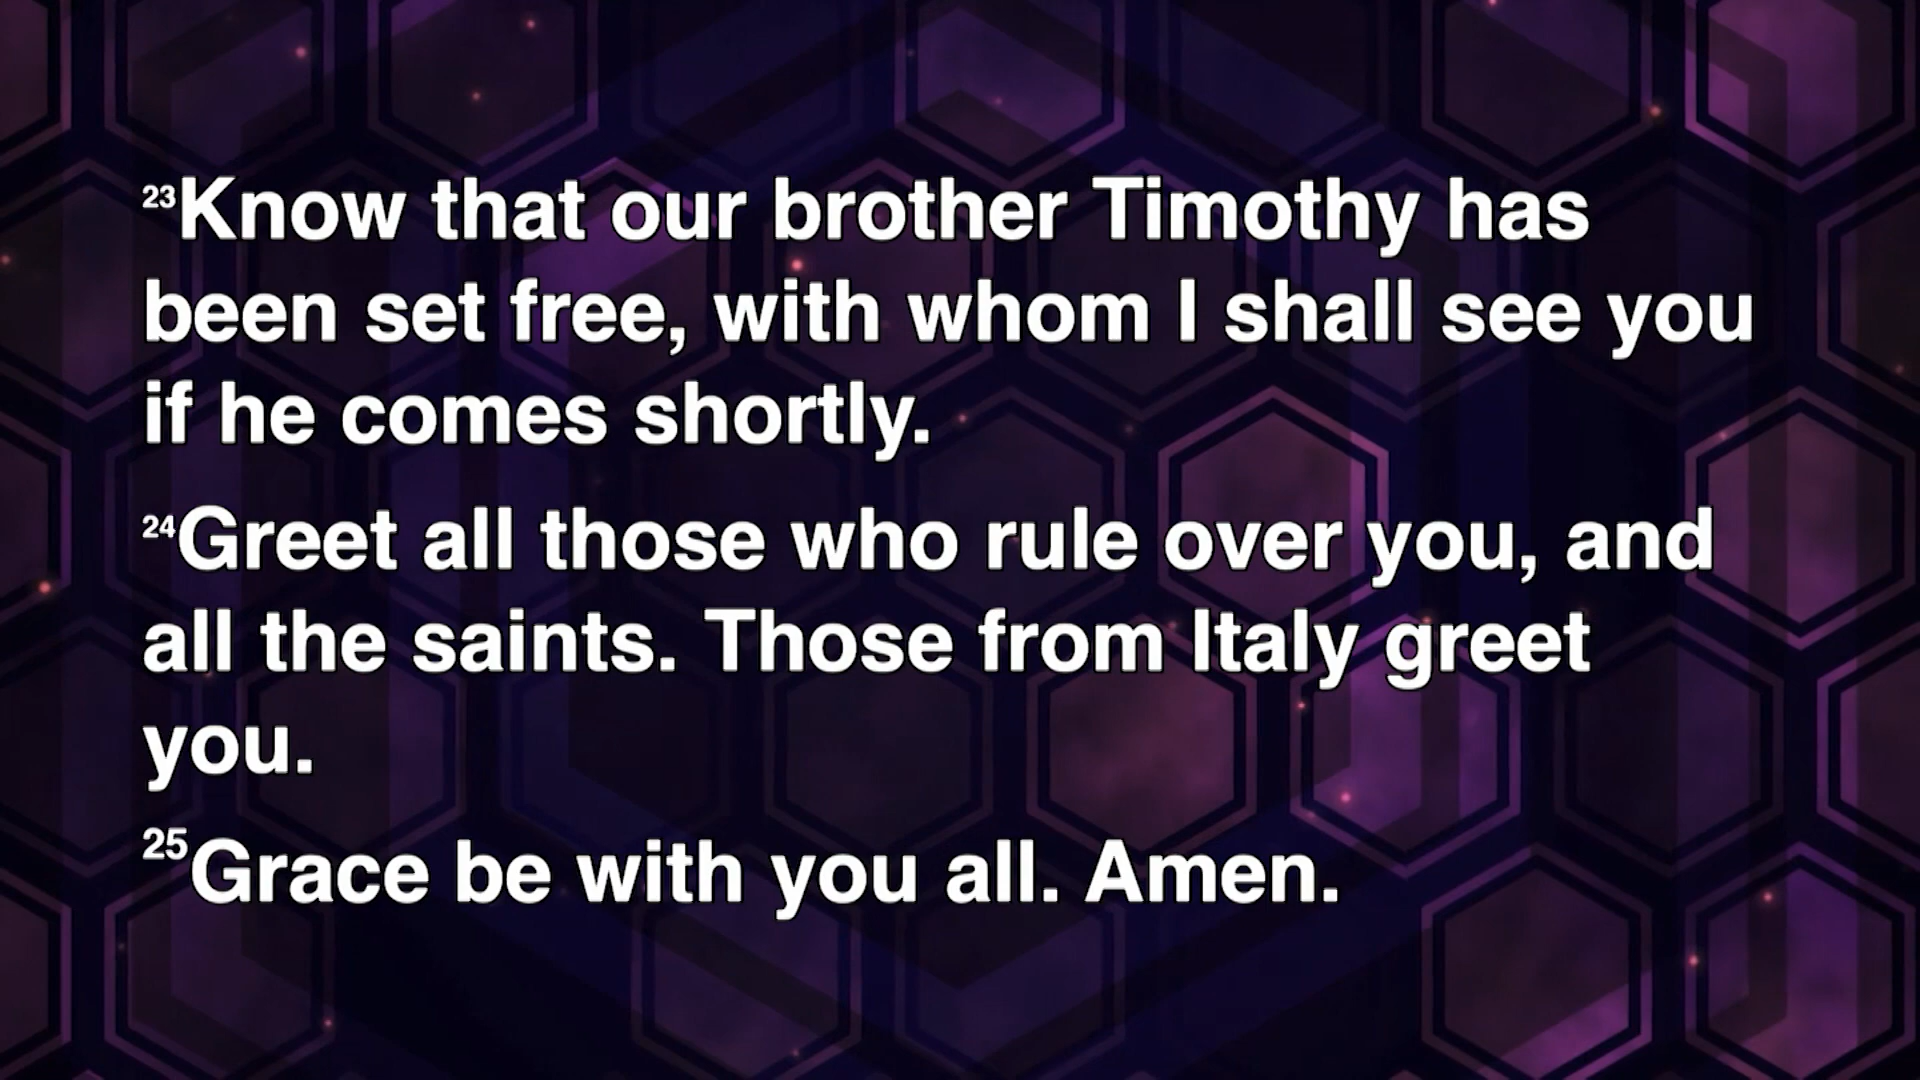 23Know that our brother Timothy has
been set free, with whom I shall see you
if he comes shortly.
24Greet all those who rule over you, and
all the saints. Those from Italy greet
you.
25Grace be with you all. Amen.